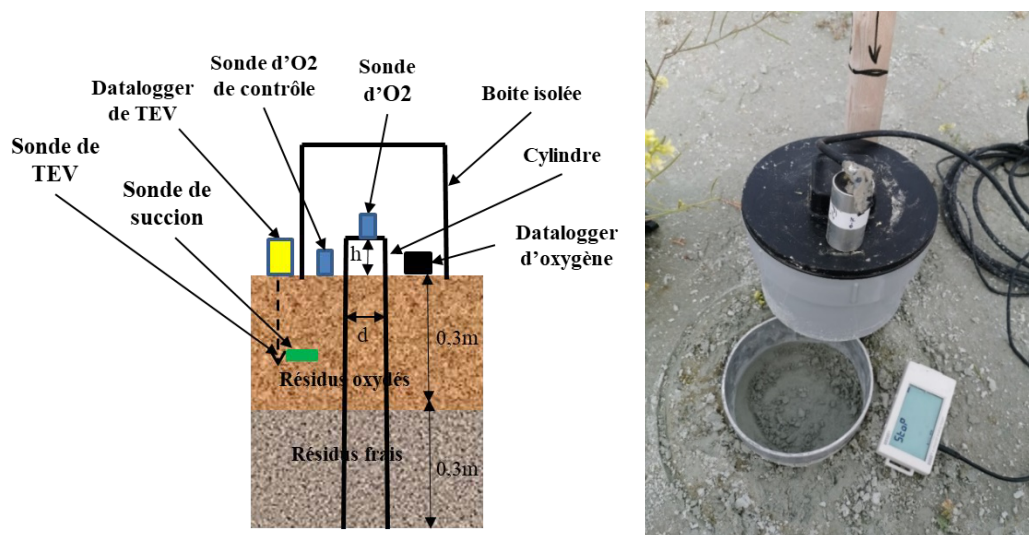 Sonde d’O2
de contrôle
Sonde
d’O2
Datalogger
de TEV
Boite isolée
Sonde de
TEV
Cylindre
Sonde de
succion
Datalogger
d’oxygène
h
d
0.3m
Résidus oxydés
Résidus frais
0.3m
Stop